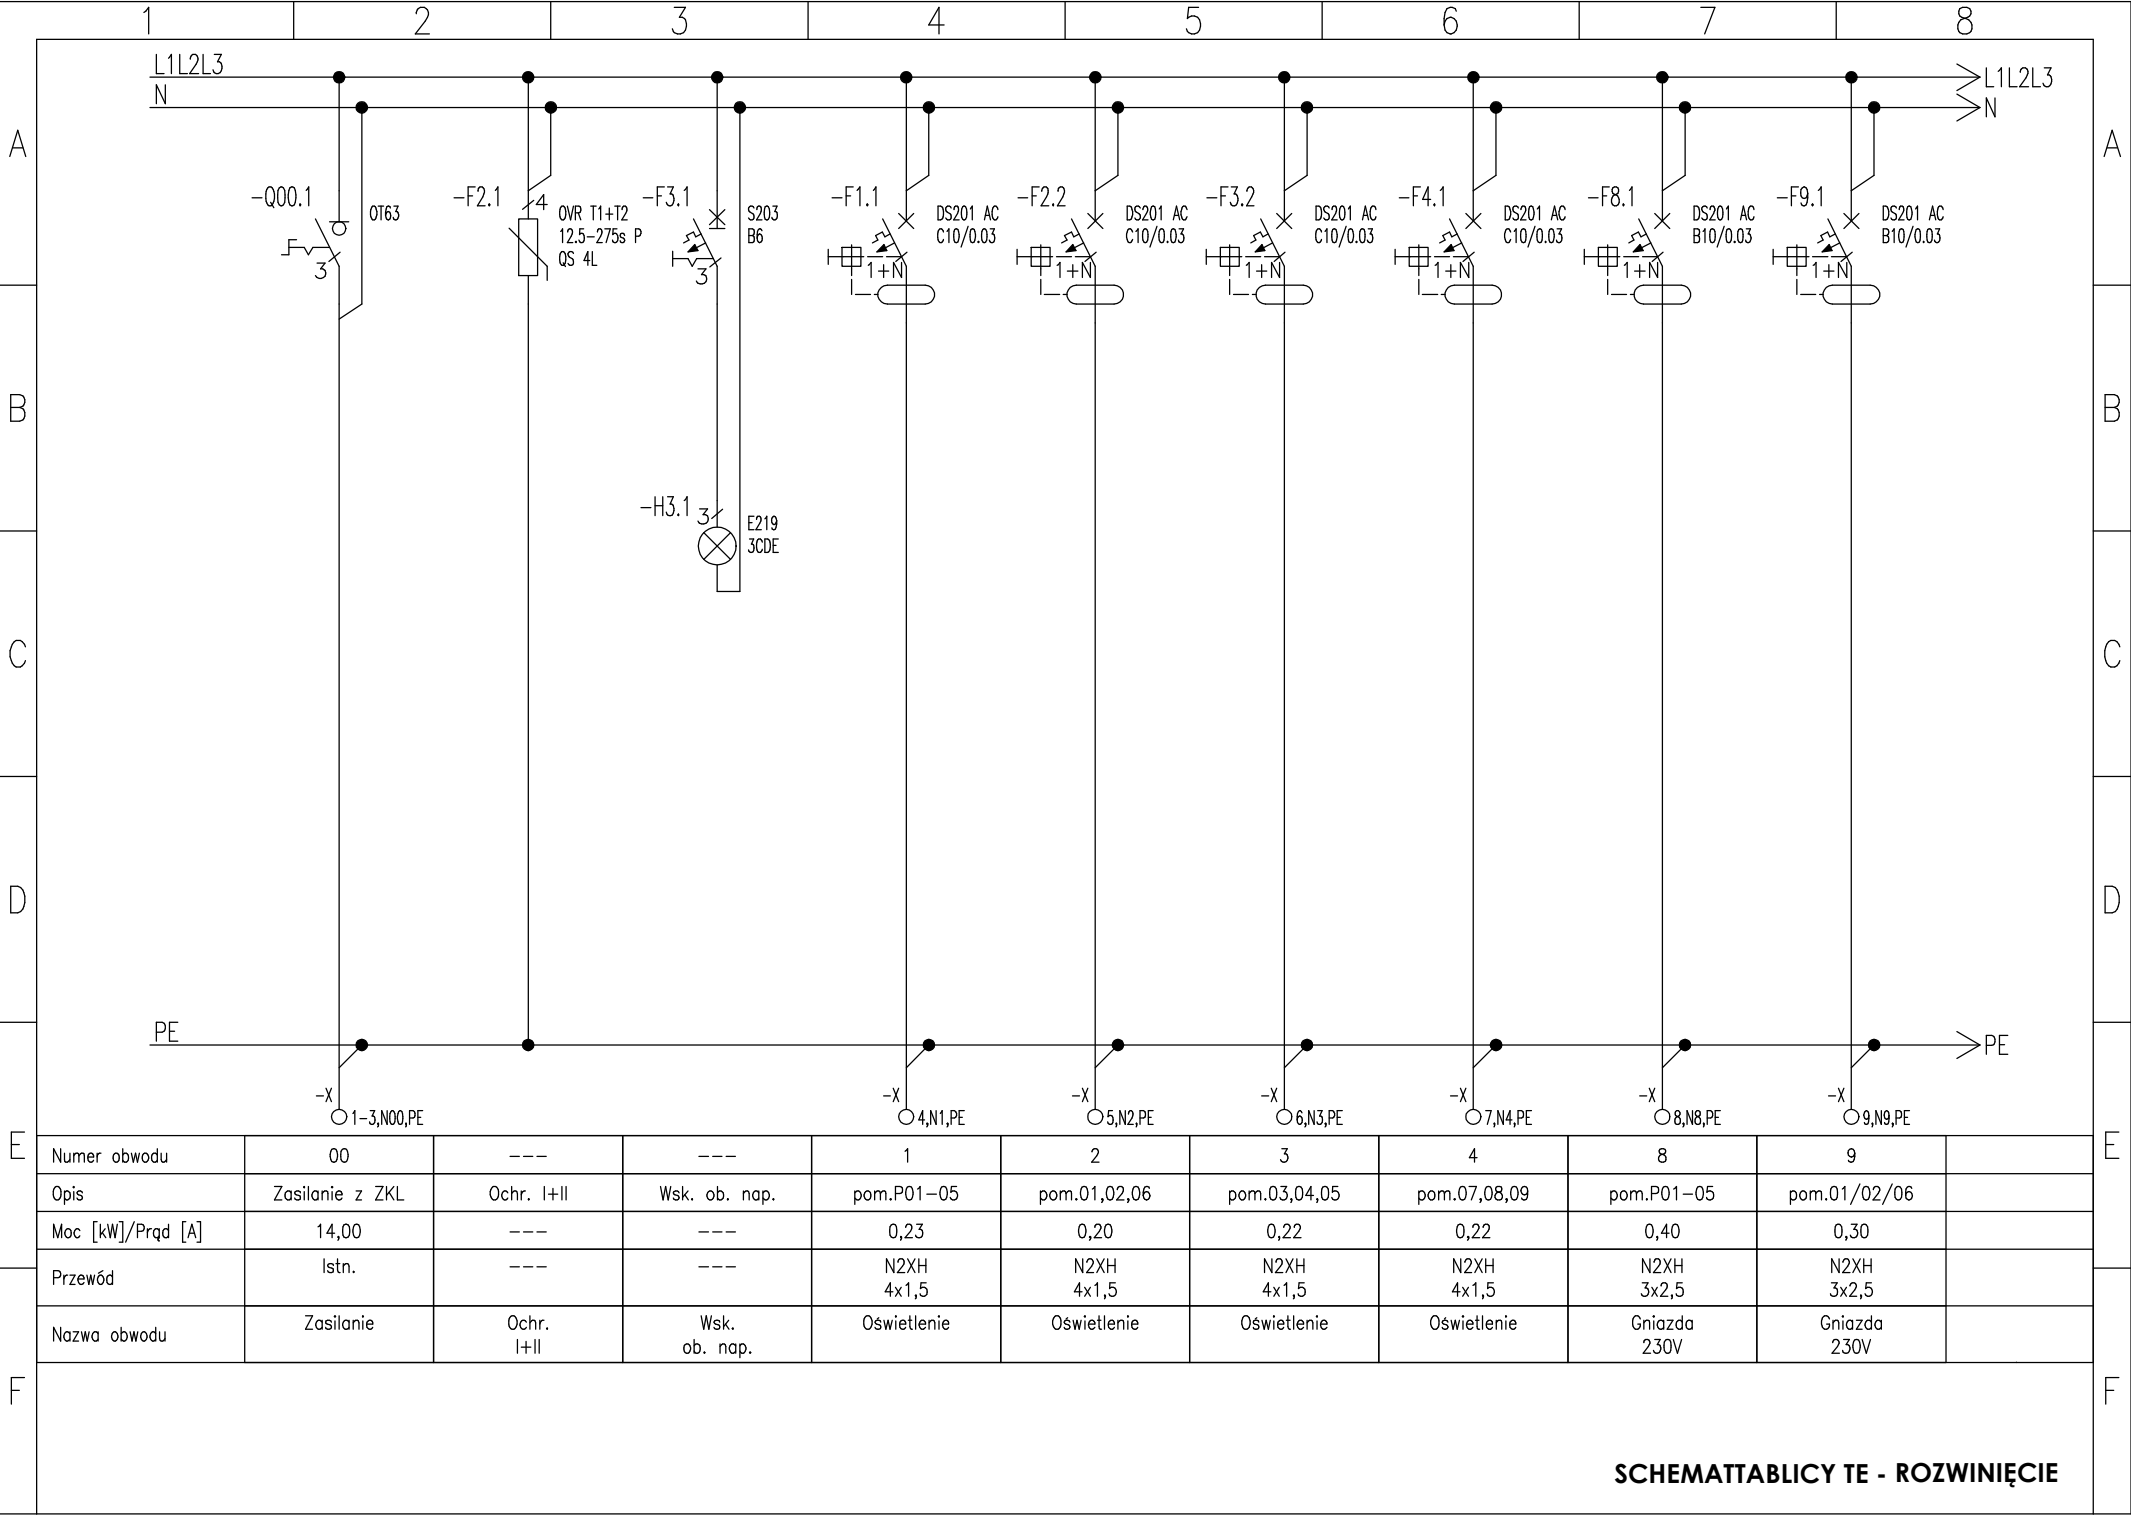 1 2 3 4 5 6 7 8
L1L2L3
N
L1L2L3
N
A
A
-Q00.1
OT63
3
-F2.1
4
OVR T1+T2
12.5-275s P
QS 4L
-F3.1
S203
B6
3
-F1.1
DS201 AC
C10/0.03
1+N
-F2.2
DS201 AC
C10/0.03
1+N
-F3.2
DS201 AC
C10/0.03
1+N
-F4.1
DS201 AC
C10/0.03
1+N
-F8.1
DS201 AC
B10/0.03
1+N
-F9.1
DS201 AC
B10/0.03
1+N
B
B
-H3.1
3
E219
3CDE
C
C
D
D
PE
PE
-X
1-3,N00,PE
-X
4,N1,PE
-X
5,N2,PE
-X
6,N3,PE
-X
7,N4,PE
-X
8,N8,PE
-X
9,N9,PE
E
E
Numer obwodu 00 --- --- 1 2 3 4 8 9
Opis Zasilanie z ZKL Ochr. I+II Wsk. ob. nap. pom.P01-05 pom.01,02,06 pom.03,04,05 pom.07,08,09 pom.P01-05 pom.01/02/06
Moc [kW]/Prąd [A] 14,00 --- --- 0,23 0,20 0,22 0,22 0,40 0,30
Przewód Istn. --- --- N2XH N2XH N2XH N2XH N2XH N2XH
4x1,5 4x1,5 4x1,5 4x1,5 3x2,5 3x2,5
Nazwa obwodu Zasilanie Ochr. Wsk. Oświetlenie Oświetlenie Oświetlenie Oświetlenie Gniazda Gniazda
I+II ob. nap. 230V 230V
F
F
SCHEMATTABLICY TE - ROZWINIĘCIE